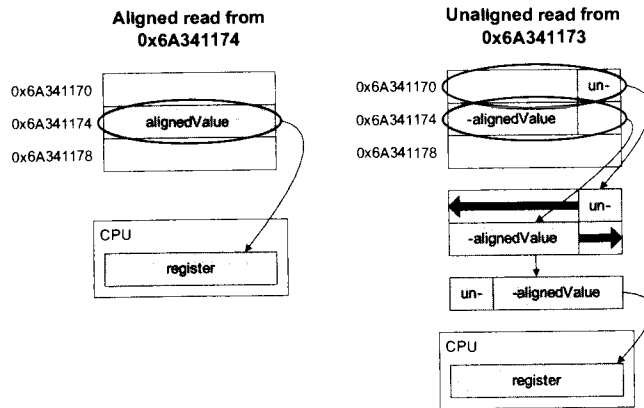 Aligned read from
0x6A341174
0x6A341170
0x6A341174
alignedValue
0x6A341178
CPU
register
Unaligned read from
0x6A341173
0x6A341170
un-
0x6A341174
-alignedValue
0x6A341178
un-
-alignedValue
un-
-alignedValue
CPU
register